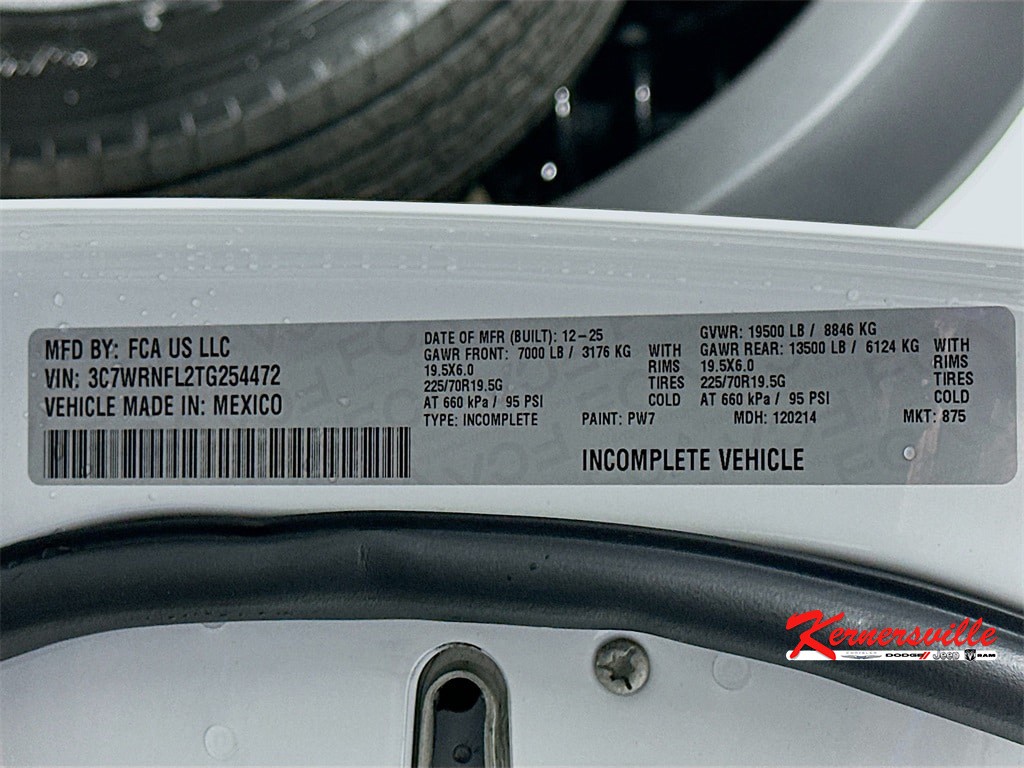 MFD BY: FCA US LLC
VIN: 3C7WRNFL2TG254472
VEHICLE MADE IN: MEXICO
DATE OF MFR (BUILT): 12-25
GAWR FRONT: 7000 LB / 3176 KG WITH
19.5X6.0 RIMS
225/70R19.5G TIRES
AT 660 kPa / 95 PSI COLD
TYPE: INCOMPLETE
GVWR: 19500 LB / 8846 KG
GAWR REAR: 13500 LB / 6124 KG WITH
19.5X6.0 RIMS
225/70R19.5G TIRES
AT 660 kPa / 95 PSI COLD
PAINT: PW7 MDH: 120214 MKT: 875
INCOMPLETE VEHICLE
Kernersville
CHRYSLER DODGE Jeep RAM